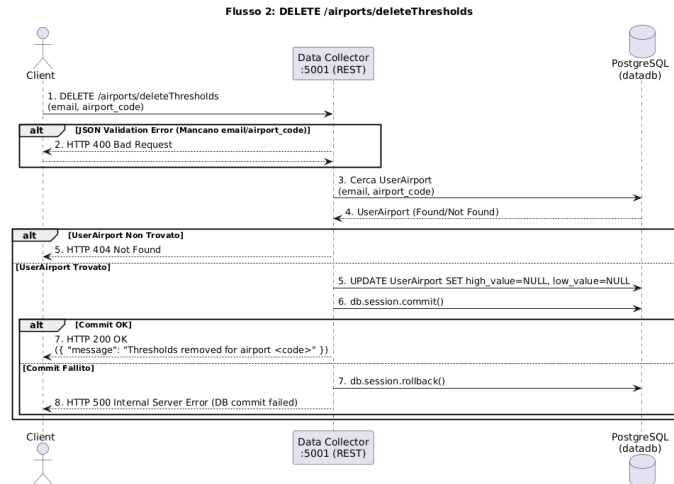 Flusso 2: DELETE /airports/deleteThresholds
Client
Data Collector
:5001 (REST)
PostgreSQL
(datadb)
1. DELETE /airports/deleteThresholds
(email, airport_code)
alt [JSON Validation Error (Mancano email/airport_code)]
2. HTTP 400 Bad Request
3. Cerca UserAirport
(email, airport_code)
4. UserAirport (Found/Not Found)
alt [UserAirport Non Trovato]
5. HTTP 404 Not Found
[UserAirport Trovato]
5. UPDATE UserAirport SET high_value=NULL, low_value=NULL
6. db.session.commit()
alt [Commit OK]
7. HTTP 200 OK
({ "message": "Thresholds removed for airport <code>" })
[Commit Fallito]
7. db.session.rollback()
8. HTTP 500 Internal Server Error (DB commit failed)
Client
Data Collector
:5001 (REST)
PostgreSQL
(datadb)